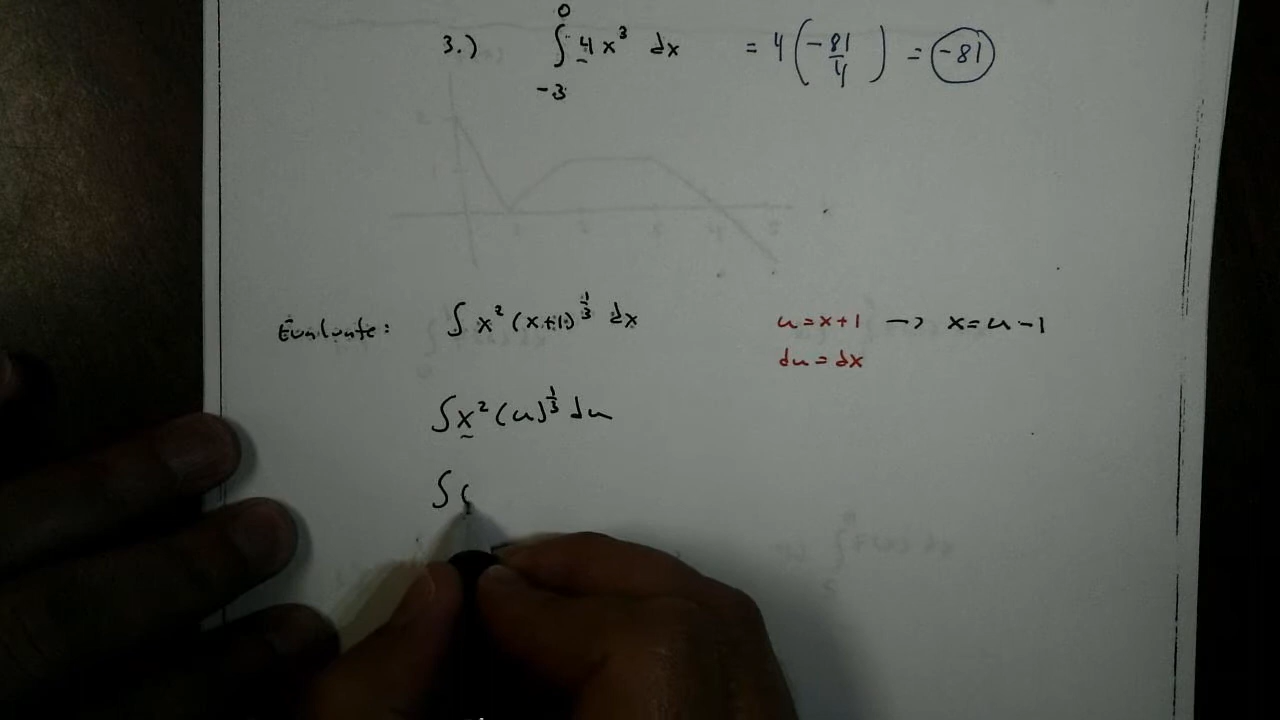 3.) ∫₋₃⁰ 4x³ dx = 4(-81/4) = -81
Evaluate: ∫ x² (x+1)^(1/3) dx u=x+1 → x=u-1
du=dx
∫x² (u)^(1/3) du
∫(